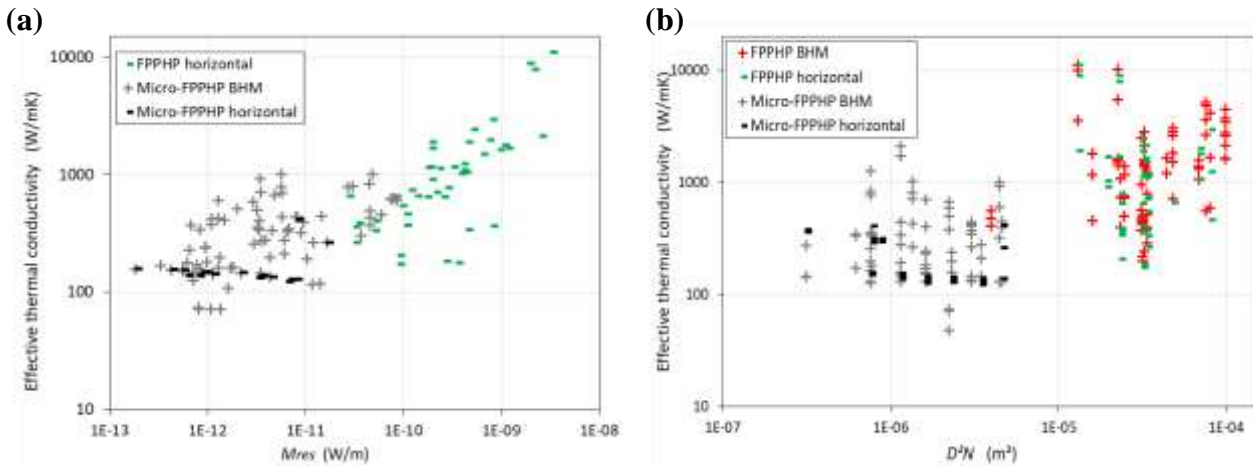 (a)
Effective thermal conductivity (W/mK)
10000
1000
100
10
FPPHP horizontal
Micro-FPPHP BHM
Micro-FPPHP horizontal
1E-13 1E-12 1E-11 1E-10 1E-09 1E-08
Mres (W/m)
(b)
Effective thermal conductivity (W/mK)
10000
1000
100
10
FPPHP BHM
FPPHP horizontal
Micro-FPPHP BHM
Micro-FPPHP horizontal
1E-07 1E-06 1E-05 1E-04
D²N (m²)